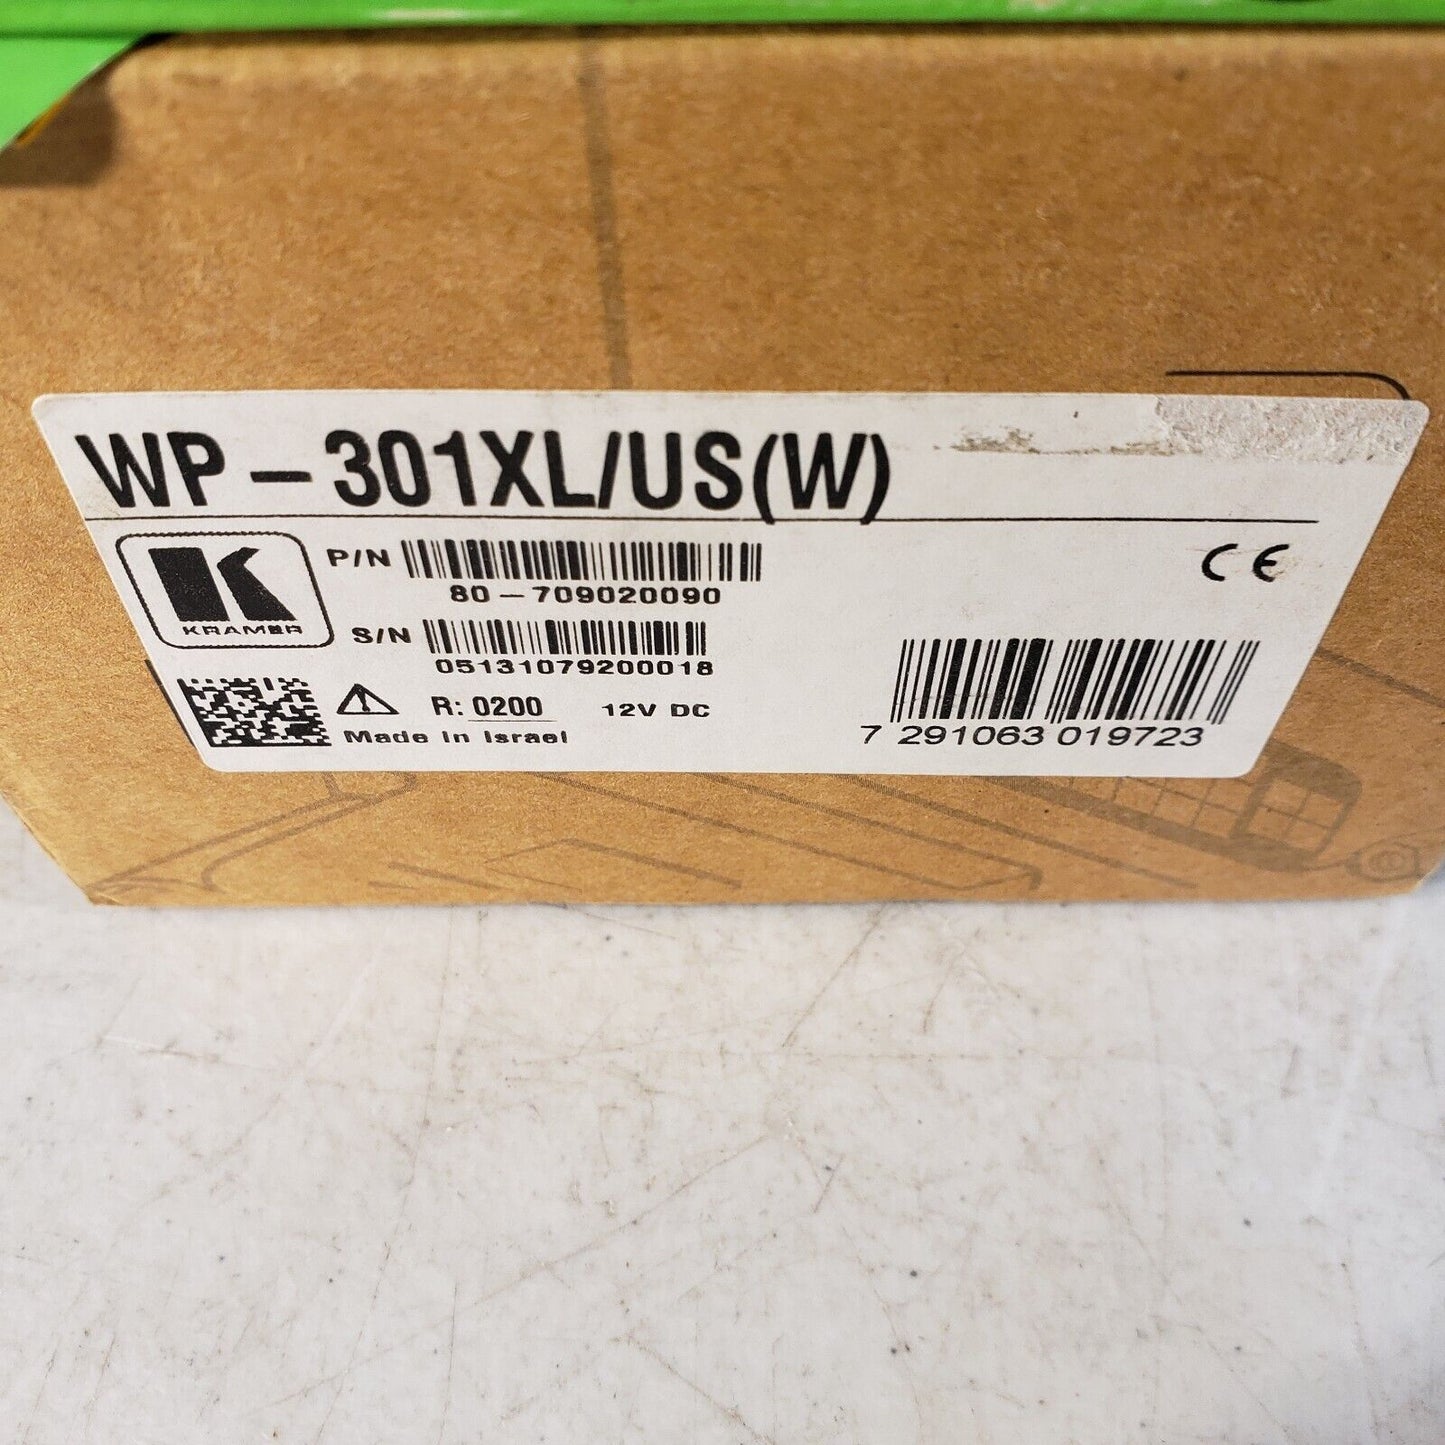 WP-301XL/US(W)
KRAMER
P/N
80-709020090
S/N
05131079200018
R: 0200 12V DC
Made in Israel
CE
7 291063 019723